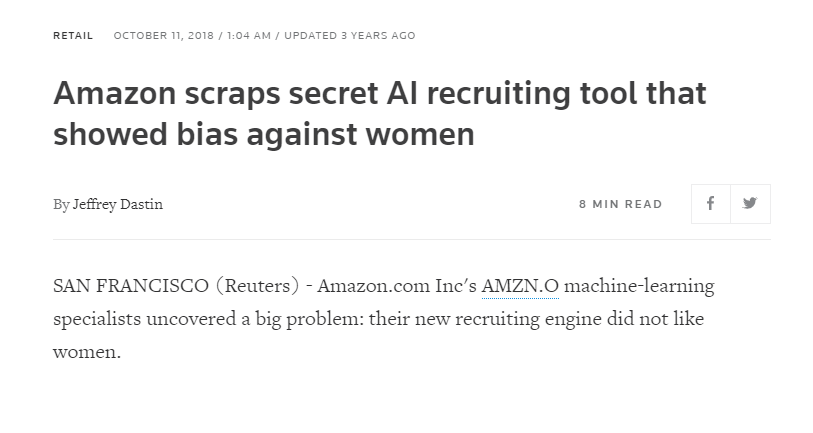 RETAIL OCTOBER 11, 2018 / 1:04 AM / UPDATED 3 YEARS AGO
Amazon scraps secret AI recruiting tool that
showed bias against women
By Jeffrey Dastin
8 MIN READ
SAN FRANCISCO (Reuters) - Amazon.com Inc's AMZN.O machine-learning
specialists uncovered a big problem: their new recruiting engine did not like
women.